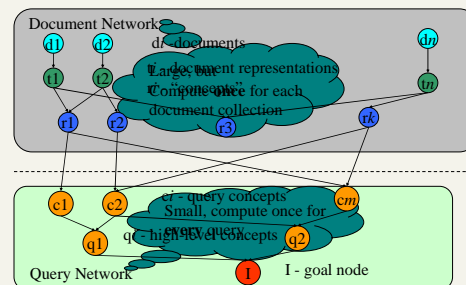 Document Network
di -documents
d1
d2
dn
ti - document representations
t1
t2
tn
Large, but
ri - "concepts"
Compute once for each
document collection
r1
r2
r3
rk
ci - query concepts
c1
c2
cm
Small, compute once for
every query
qi - high-level concepts
q1
q2
I
I - goal node
Query Network